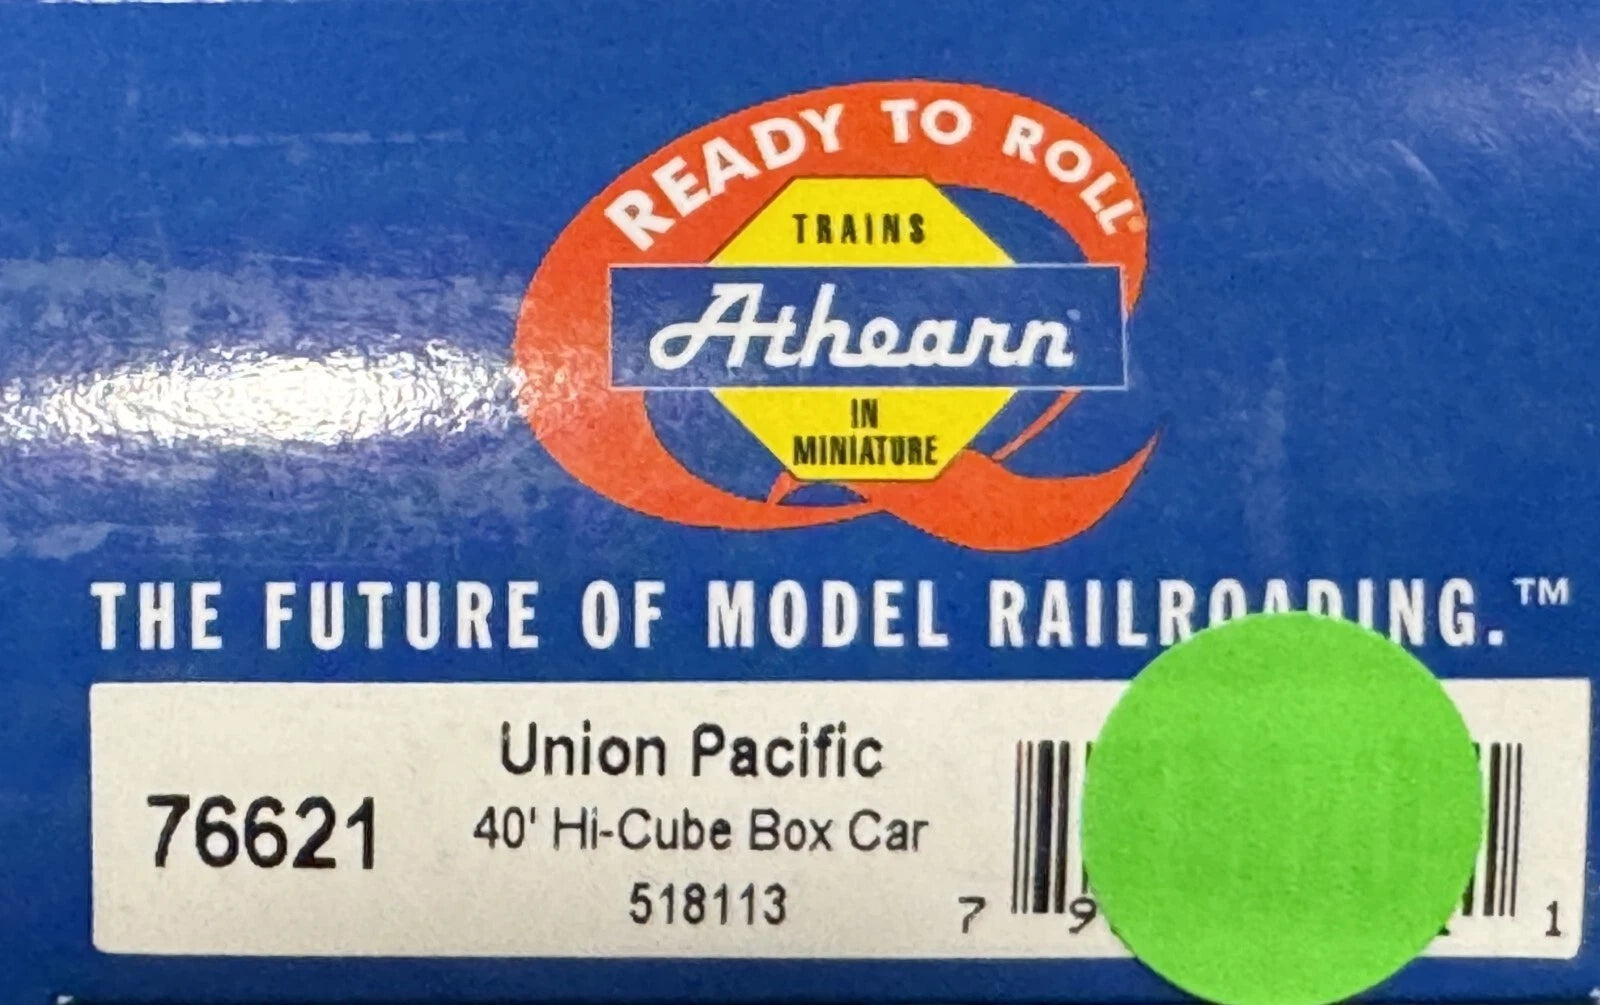 READY TO ROLL
TRAINS
Athearn
IN
MINIATURE
THE FUTURE OF MODEL RAILROADING.™
76621
Union Pacific
40' Hi-Cube Box Car
518113
7 9 1